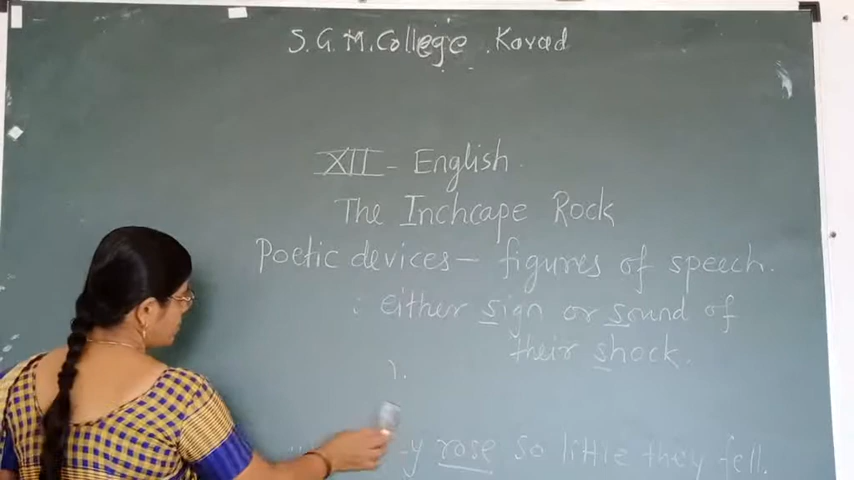 S.G.M.College .Karad
XII - English.
The Inchcape Rock
Poetic devices - figures of speech.
: either sign or sound of
their shock.
1.
rose so little they fell.